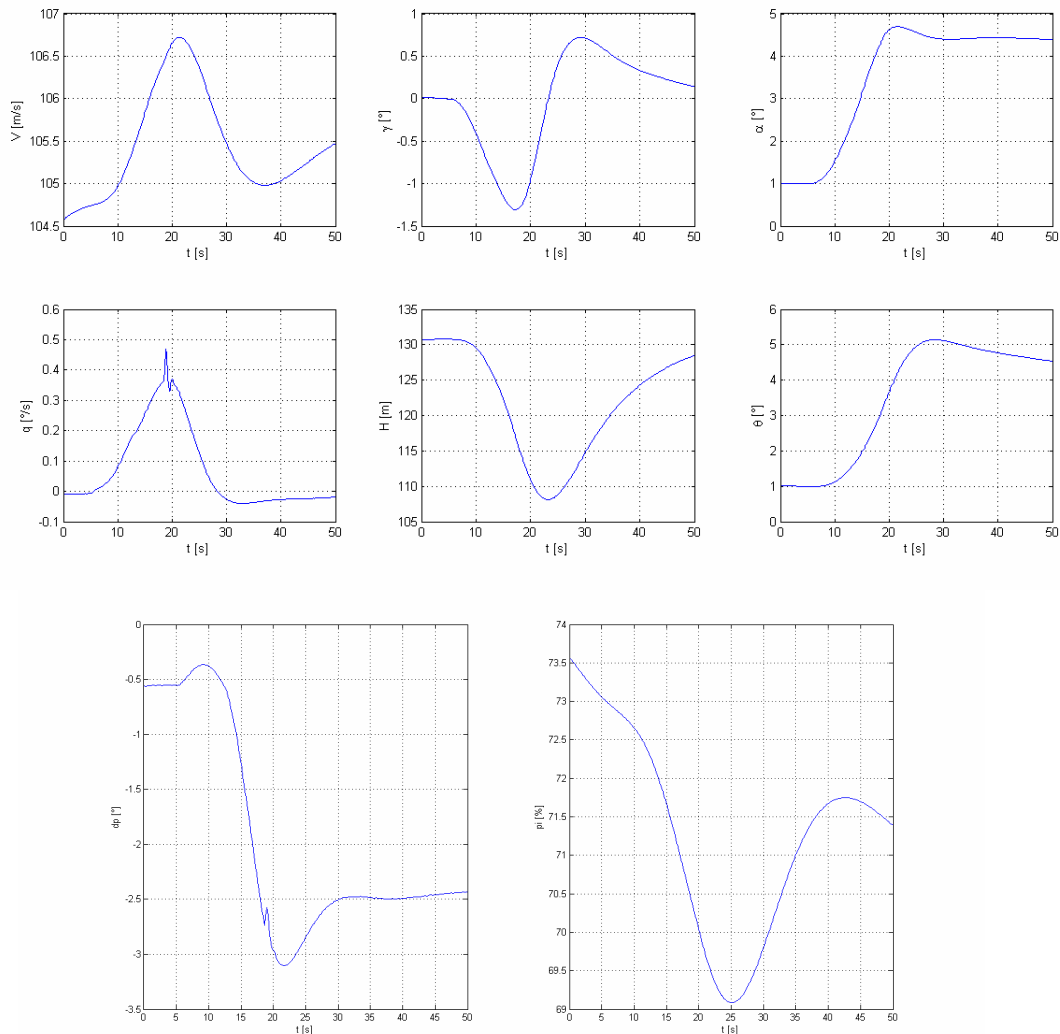 107
106.5
106
105.5
105
104.5
V [m/s]
0 10 20 30 40 50
t [s]
1
0.5
0
-0.5
-1
-1.5
γ [°]
0 10 20 30 40 50
t [s]
5
4
3
2
1
0
α [°]
0 10 20 30 40 50
t [s]
0.6
0.5
0.4
0.3
0.2
0.1
0
-0.1
q [°/s]
0 10 20 30 40 50
t [s]
135
130
125
120
115
110
105
H [m]
0 10 20 30 40 50
t [s]
6
5
4
3
2
1
0
θ [°]
0 10 20 30 40 50
t [s]
0
-0.5
-1
-1.5
-2
-2.5
-3
-3.5
dp [°]
0 5 10 15 20 25 30 35 40 45 50
t [s]
74
73.5
73
72.5
72
71.5
71
70.5
70
69.5
69
pi [%]
0 5 10 15 20 25 30 35 40 45 50
t [s]